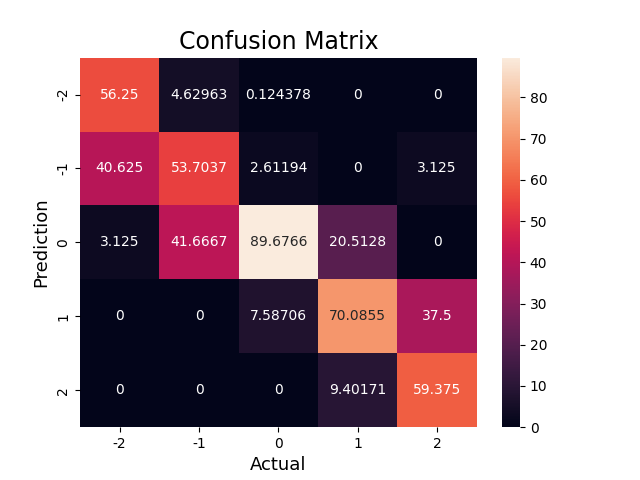 Confusion Matrix
-2 56.25 4.62963 0.124378 0 0
-1 40.625 53.7037 2.61194 0 3.125
0 3.125 41.6667 89.6766 20.5128 0
1 0 0 7.58706 70.0855 37.5
2 0 0 0 9.40171 59.375
-2 -1 0 1 2
Prediction
Actual
80
70
60
50
40
30
20
10
0